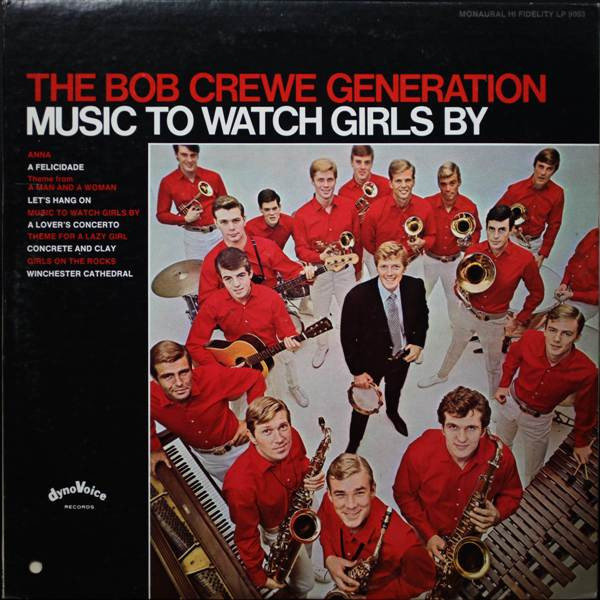 MONAURAL HI FIDELITY LP 9003
THE BOB CREWE GENERATION
MUSIC TO WATCH GIRLS BY
ANNA
A FELICIDADE
Theme from
A MAN AND A WOMAN
LET'S HANG ON
MUSIC TO WATCH GIRLS BY
A LOVER'S CONCERTO
THEME FOR A LAZY GIRL
CONCRETE AND CLAY
GIRLS ON THE ROCKS
WINCHESTER CATHEDRAL
dynoVoice
RECORDS